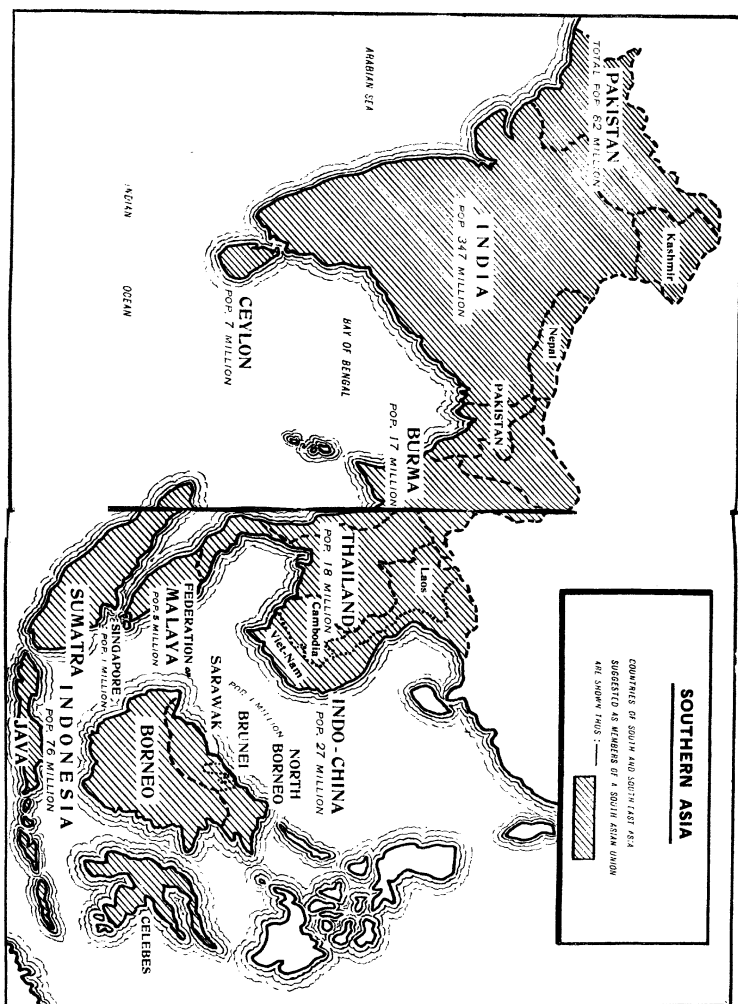 SOUTHERN ASIA
COUNTRIES OF SOUTH AND SOUTH EAST ASIA
SUGGESTED AS MEMBERS OF A SOUTH ASIAN UNION
ARE SHOWN THUS :—
PAKISTAN
TOTAL POP. 82 MILLION
Kashmir
INDIA
POP. 347 MILLION
Nepal
PAKISTAN
ARABIAN SEA
BAY OF BENGAL
BURMA
POP. 17 MILLION
CEYLON
POP. 7 MILLION
INDIAN
OCEAN
Laos
THAILAND
POP. 18 MILLION
Cambodia
Viet-Nam
INDO-CHINA
POP. 27 MILLION
FEDERATION OF
MALAYA
POP. 5 MILLION
SINGAPORE
POP. 1 MILLION
NORTH
BORNEO
BRUNEI
SARAWAK
POP. 1 MILLION
BORNEO
SUMATRA
INDONESIA
POP. 76 MILLION
JAVA
CELEBES